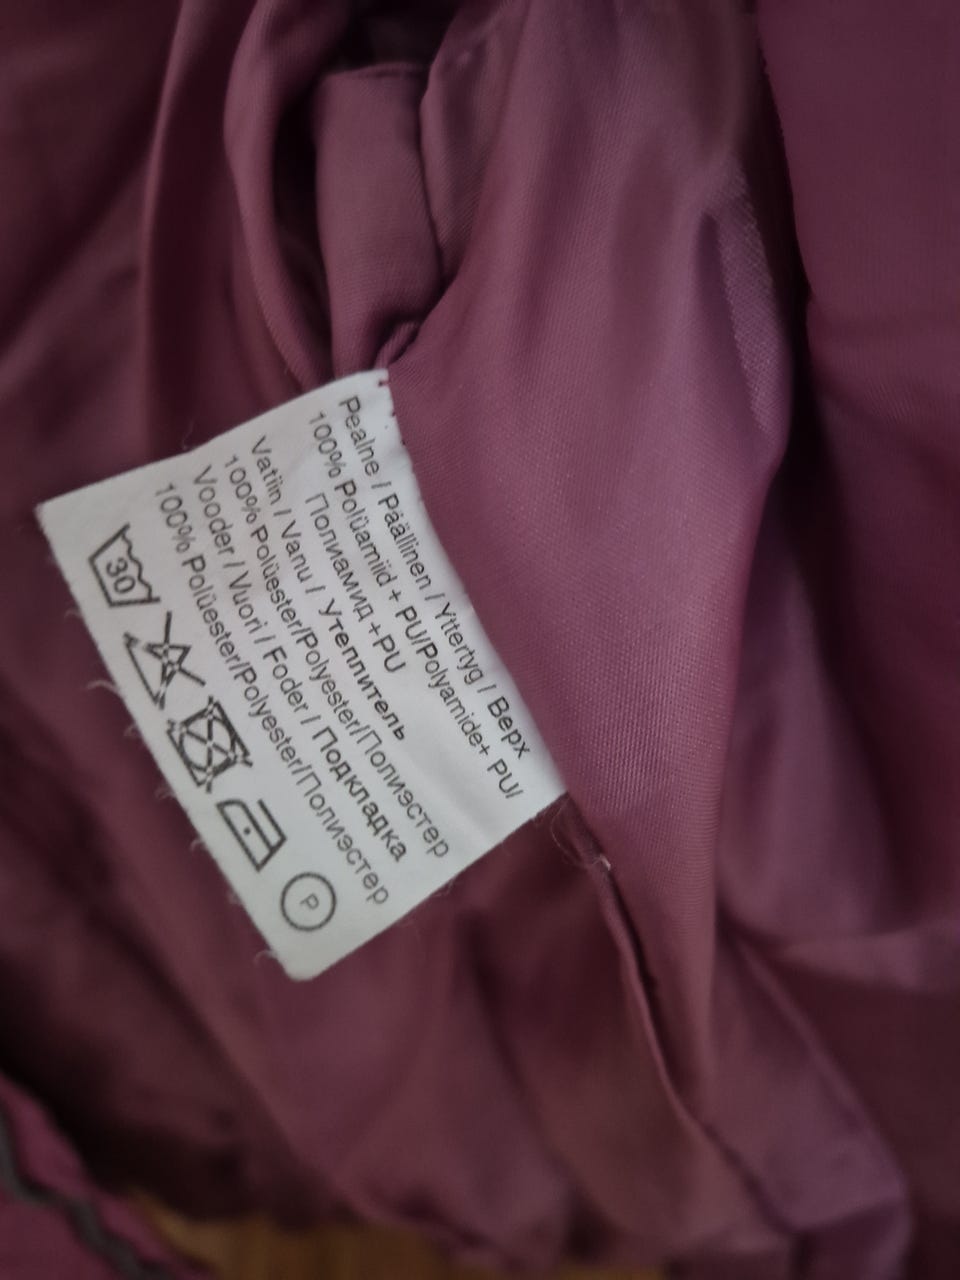 Pealne / Päällinen / Yttertyg / Верх
100% Polüamiid + PU/Polyamide+ PU/
Полиамид +PU
Vatiin / Vanu / Утеплитель
100% Polüester/Polyester/Полиэстер
Vooder / Vuori / Foder / Подкладка
100% Polüester/Polyester/Полиэстер
30
P